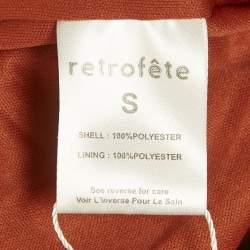 retrofête
S
SHELL : 100%POLYESTER
LINING : 100%POLYESTER
See reverse for care
Voir L'Inverse Pour Le Soin